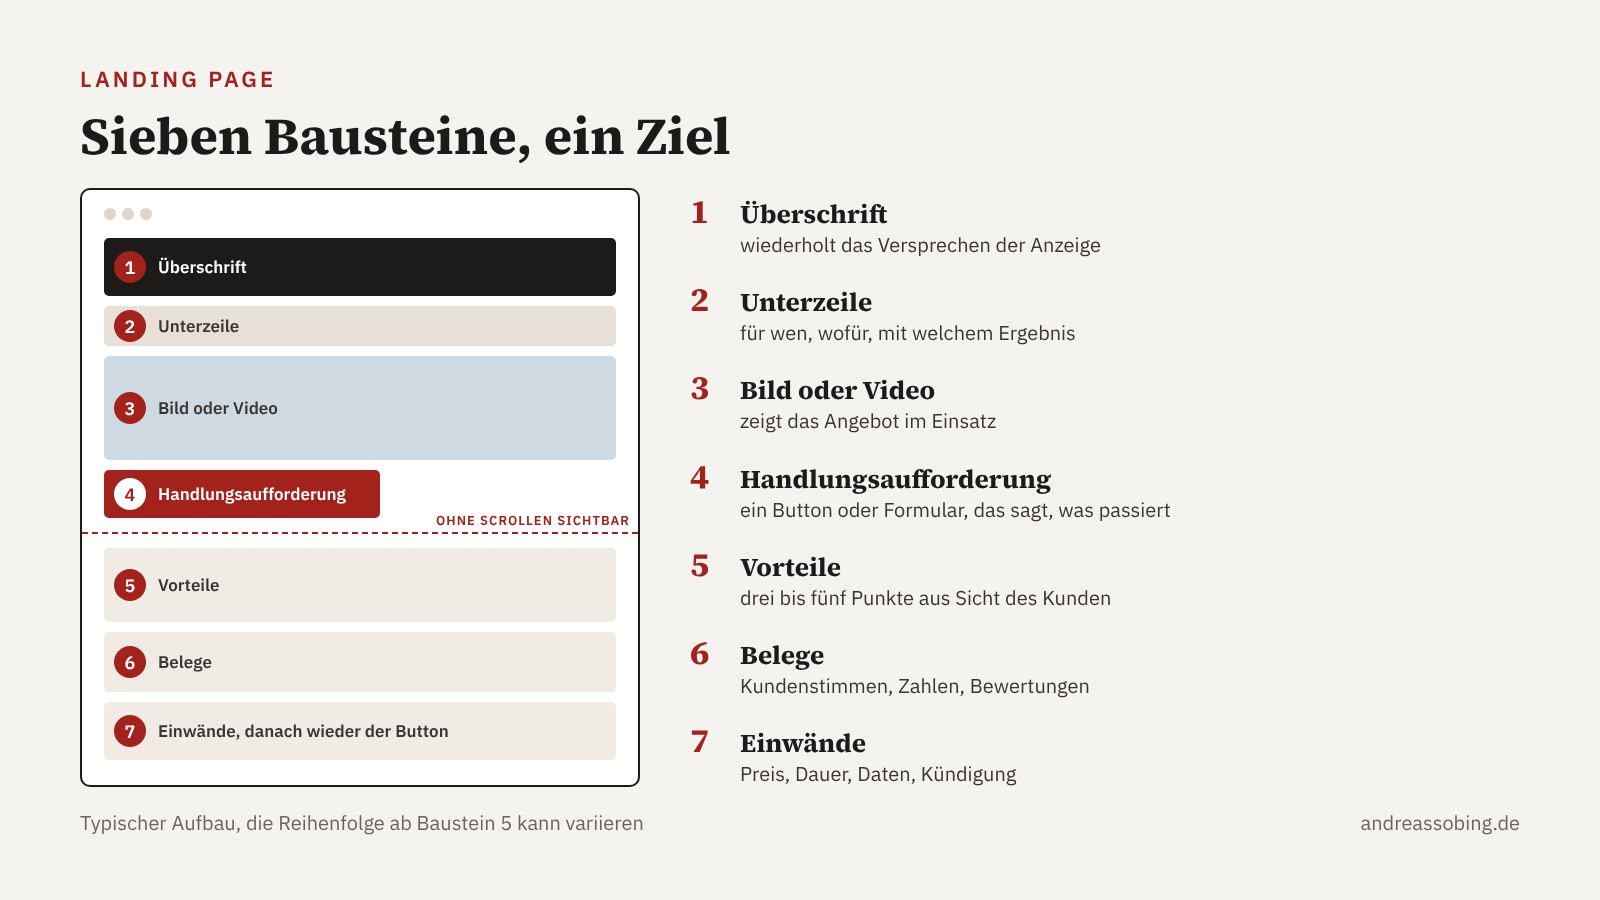 LANDING PAGE
Sieben Bausteine, ein Ziel
1 Überschrift
2 Unterzeile
3 Bild oder Video
4 Handlungsaufforderung
OHNE SCROLLEN SICHTBAR
5 Vorteile
6 Belege
7 Einwände, danach wieder der Button
1 Überschrift
wiederholt das Versprechen der Anzeige
2 Unterzeile
für wen, wofür, mit welchem Ergebnis
3 Bild oder Video
zeigt das Angebot im Einsatz
4 Handlungsaufforderung
ein Button oder Formular, das sagt, was passiert
5 Vorteile
drei bis fünf Punkte aus Sicht des Kunden
6 Belege
Kundenstimmen, Zahlen, Bewertungen
7 Einwände
Preis, Dauer, Daten, Kündigung
Typischer Aufbau, die Reihenfolge ab Baustein 5 kann variieren
andreassobing.de